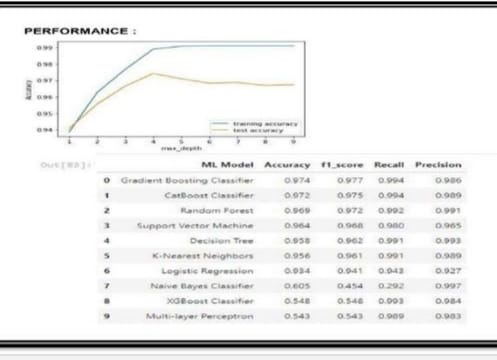 PERFORMANCE :
0.99
0.98
0.97
0.96
0.95
0.94
Accuracy
training accuracy
test accuracy
1 2 3 4 5 6 7 8 9
max_depth
Out[88]:
ML Model Accuracy f1_score Recall Precision
0 Gradient Boosting Classifier 0.974 0.977 0.994 0.986
1 CatBoost Classifier 0.972 0.975 0.994 0.989
2 Random Forest 0.969 0.972 0.992 0.991
3 Support Vector Machine 0.964 0.968 0.980 0.965
4 Decision Tree 0.958 0.962 0.991 0.993
5 K-Nearest Neighbors 0.956 0.961 0.991 0.989
6 Logistic Regression 0.934 0.941 0.943 0.927
7 Naive Bayes Classifier 0.605 0.454 0.292 0.997
8 XGBoost Classifier 0.548 0.548 0.993 0.984
9 Multi-layer Perceptron 0.543 0.543 0.989 0.983